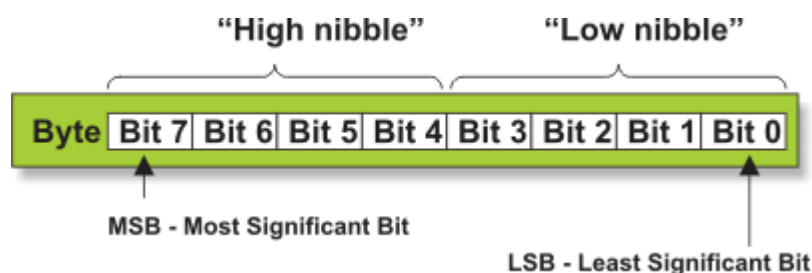 “High nibble” “Low nibble”
Byte Bit 7 Bit 6 Bit 5 Bit 4 Bit 3 Bit 2 Bit 1 Bit 0
MSB - Most Significant Bit
LSB - Least Significant Bit